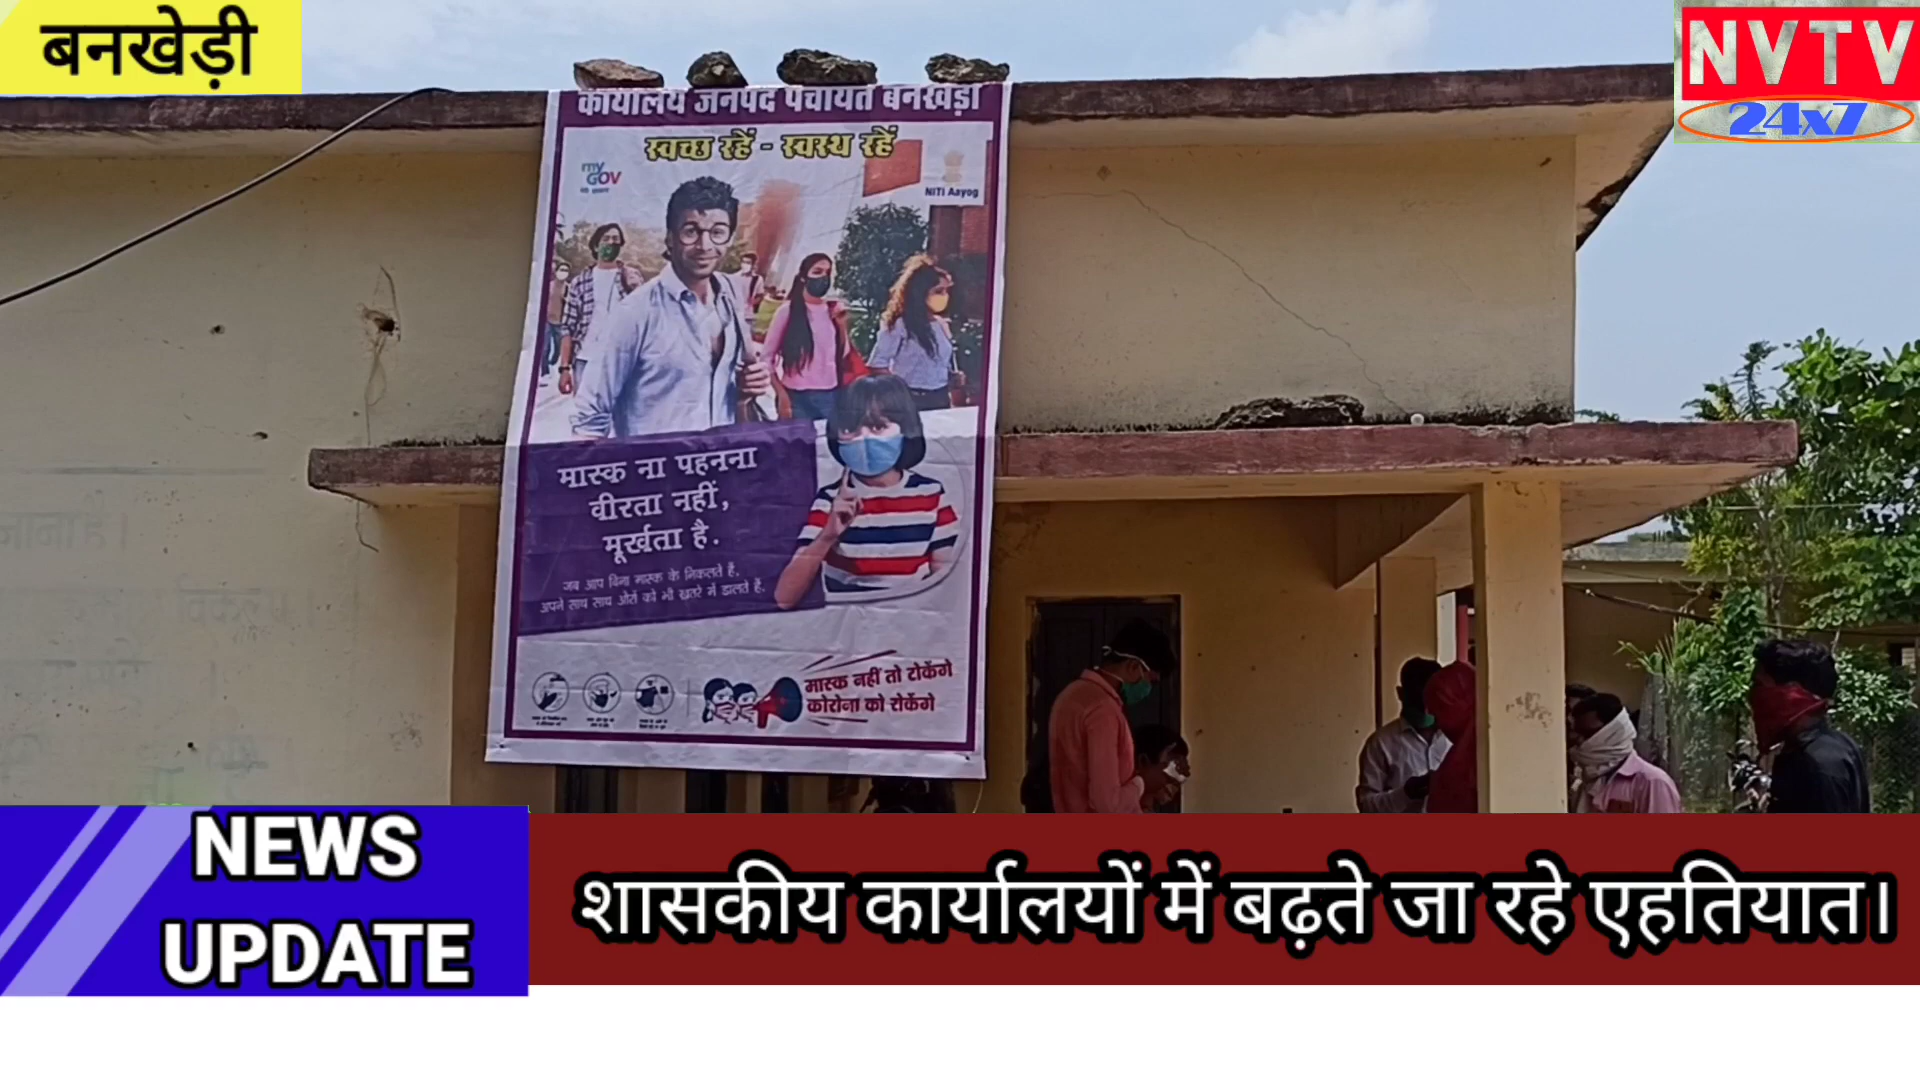 बनखेड़ी
NVTV
24x7
कार्यालय जनपद पंचायत बनखेड़ी
स्वच्छ रहें - स्वस्थ रहें
my
GOV
मेरी सरकार
NITI Aayog
मास्क ना पहनना
वीरता नहीं,
मूर्खता है.
जब आप बिना मास्क के निकलते हैं,
अपने साथ साथ औरों को भी खतरे में डालते हैं.
मास्क नहीं तो टोकेंगे
कोरोना को रोकेंगे
NEWS
UPDATE
शासकीय कार्यालयों में बढ़ते जा रहे एहतियात।